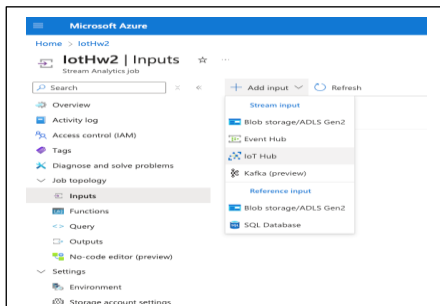 Microsoft Azure
Home > IotHw2
IotHw2 | Inputs
Stream Analytics job
Search
Add input
Refresh
Overview
Activity log
Access control (IAM)
Tags
Diagnose and solve problems
Job topology
Inputs
Functions
Query
Outputs
No-code editor (preview)
Settings
Environment
Storage account settings
Stream input
Blob storage/ADLS Gen2
Event Hub
IoT Hub
Kafka (preview)
Reference input
Blob storage/ADLS Gen2
SQL Database